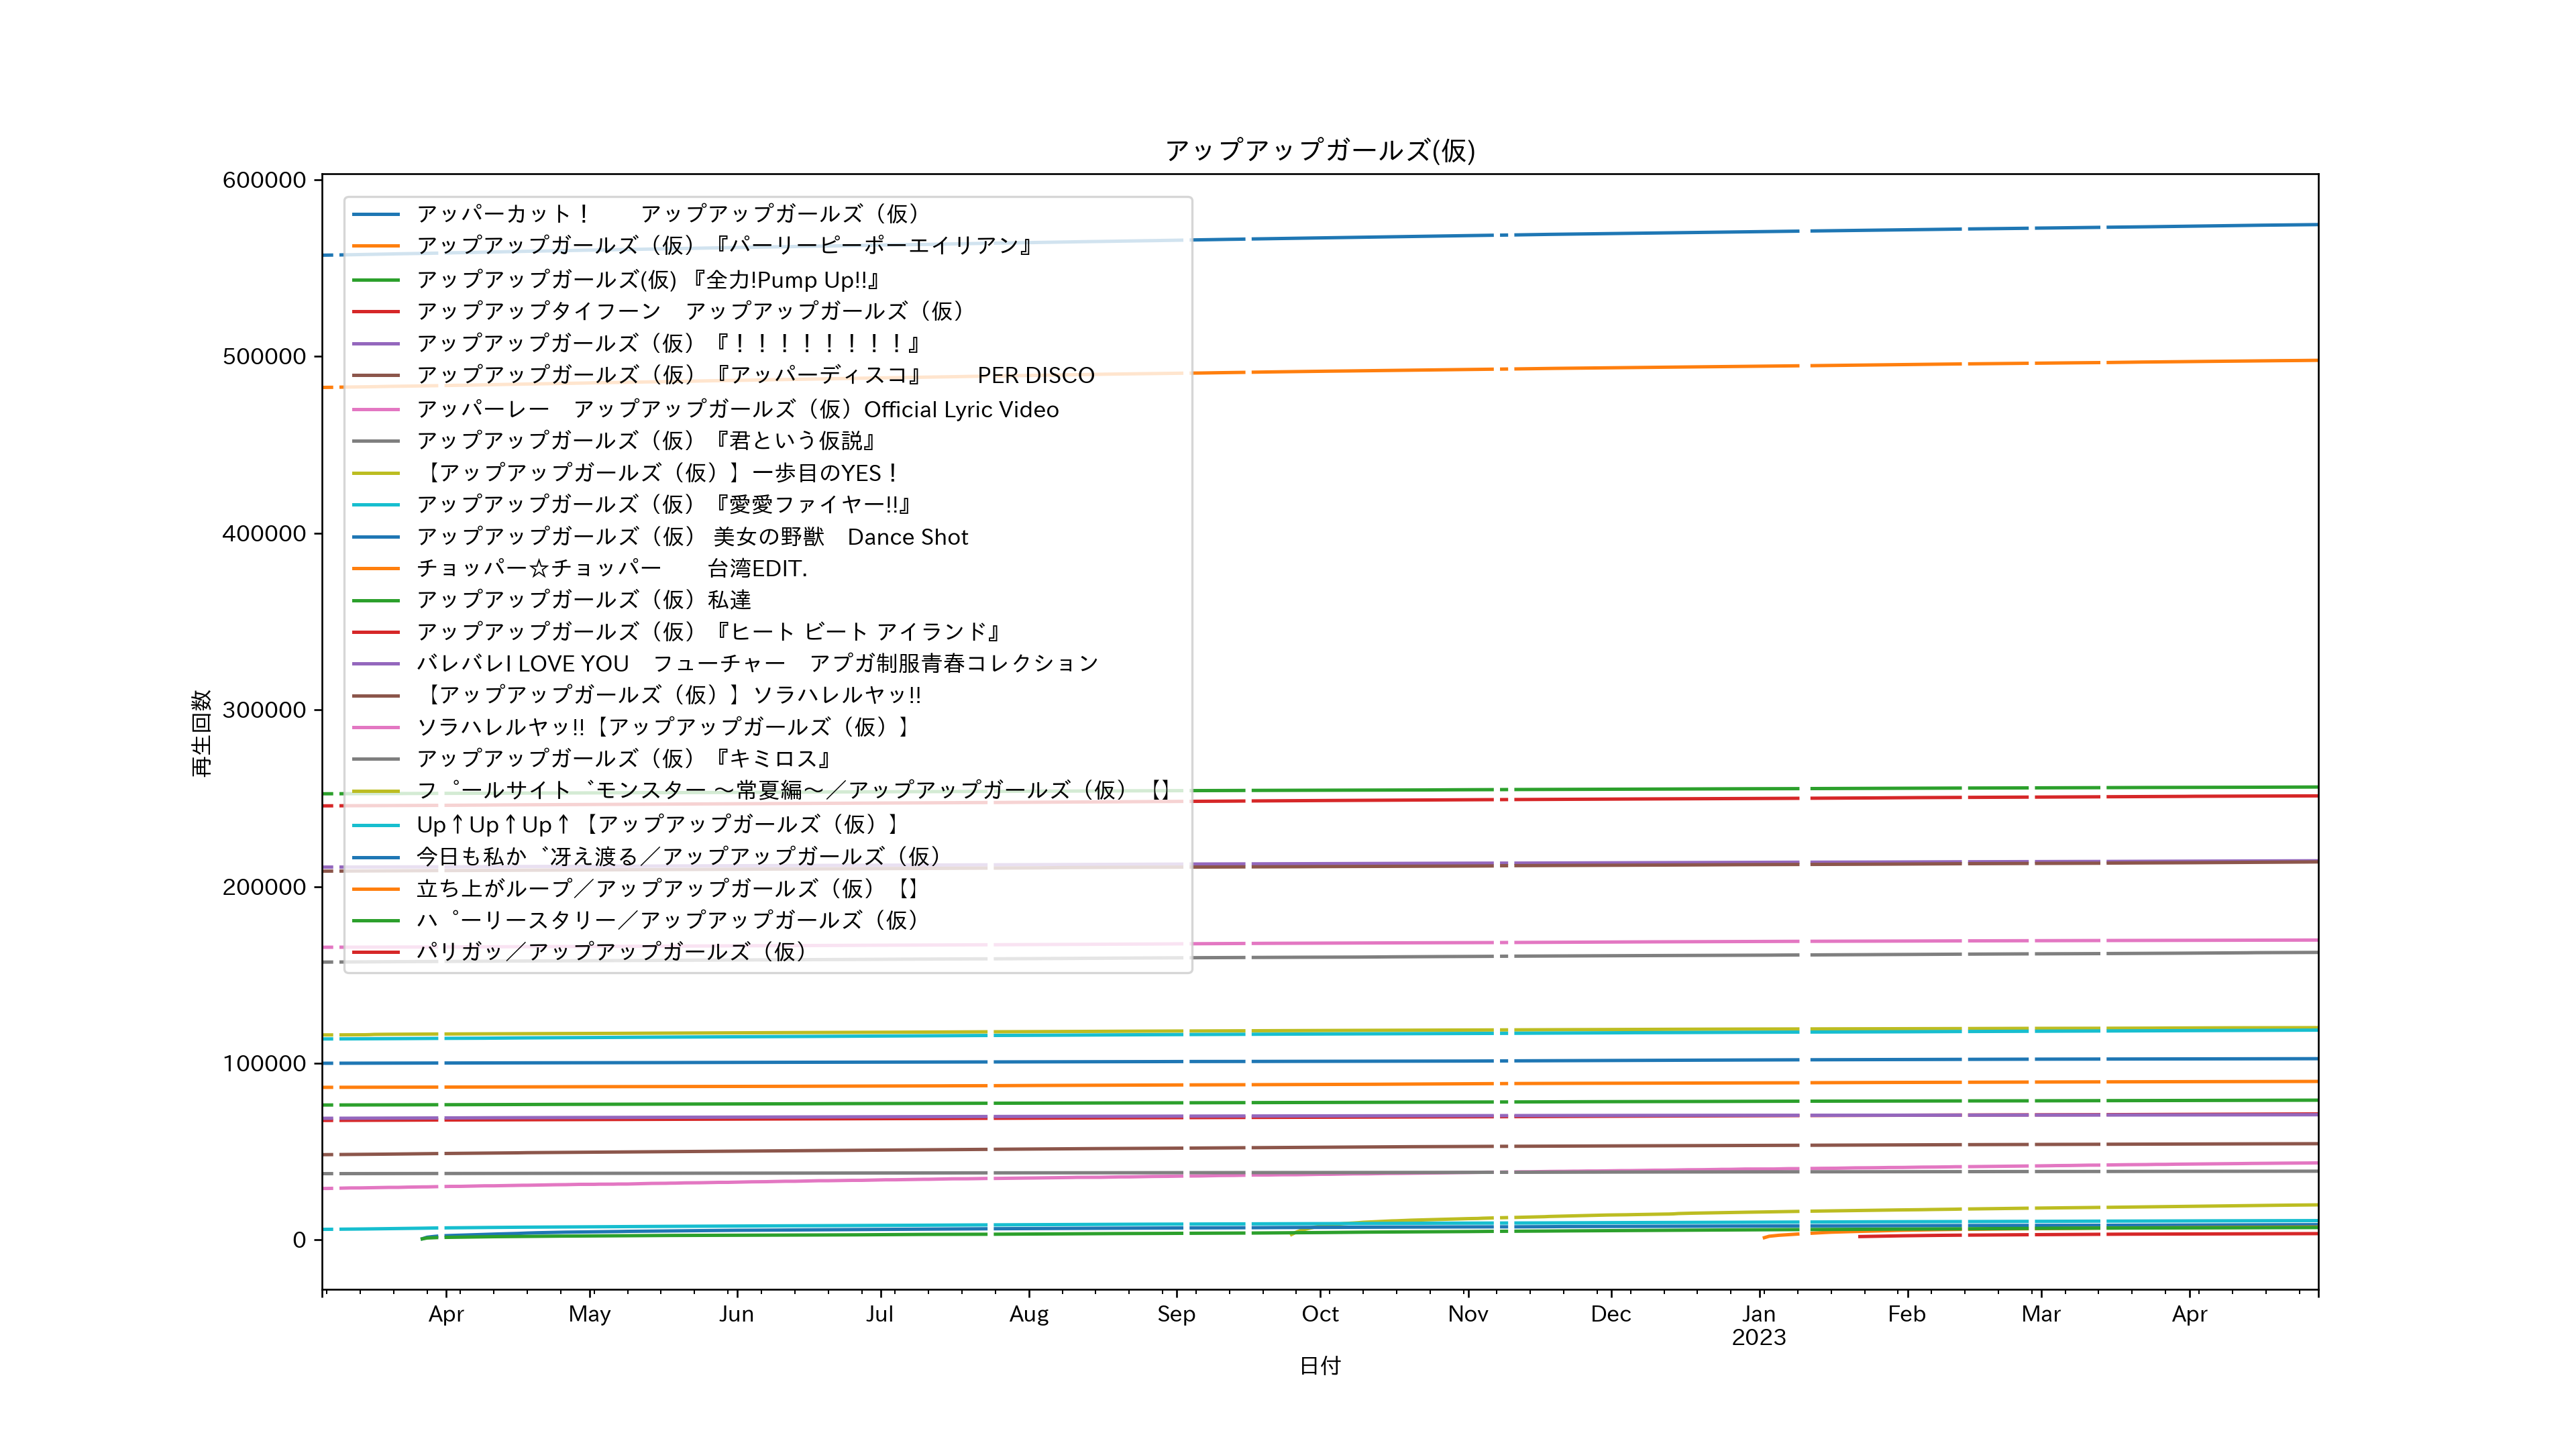 アップアップガールズ(仮)
600000
500000
400000
300000
200000
100000
0
再生回数
アッパーカット！　　アップアップガールズ（仮）
アップアップガールズ（仮）『パーリーピーポーエイリアン』
アップアップガールズ(仮) 『全力!Pump Up!!』
アップアップタイフーン　アップアップガールズ（仮）
アップアップガールズ（仮）『！！！！！！！！』
アップアップガールズ（仮）『アッパーディスコ』　　PER DISCO
アッパーレー　アップアップガールズ（仮）Official Lyric Video
アップアップガールズ（仮）『君という仮説』
【アップアップガールズ（仮）】一歩目のYES！
アップアップガールズ（仮）『愛愛ファイヤー!!』
アップアップガールズ（仮） 美女の野獣　Dance Shot
チョッパー☆チョッパー　　台湾EDIT.
アップアップガールズ（仮）私達
アップアップガールズ（仮）『ヒート ビート アイランド』
バレバレI LOVE YOU　フューチャー　アプガ制服青春コレクション
【アップアップガールズ（仮）】ソラハレルヤッ!!
ソラハレルヤッ!!【アップアップガールズ（仮）】
アップアップガールズ（仮）『キミロス』
フ゜ールサイト゛モンスター ～常夏編～／アップアップガールズ（仮）【】
Up↑Up↑Up↑【アップアップガールズ（仮）】
今日も私か゛冴え渡る／アップアップガールズ（仮）
立ち上がループ／アップアップガールズ（仮）【】
ハ゜ーリースタリー／アップアップガールズ（仮）
パリガッ／アップアップガールズ（仮）
Apr May Jun Jul Aug Sep Oct Nov Dec Jan Feb Mar Apr
2023
日付